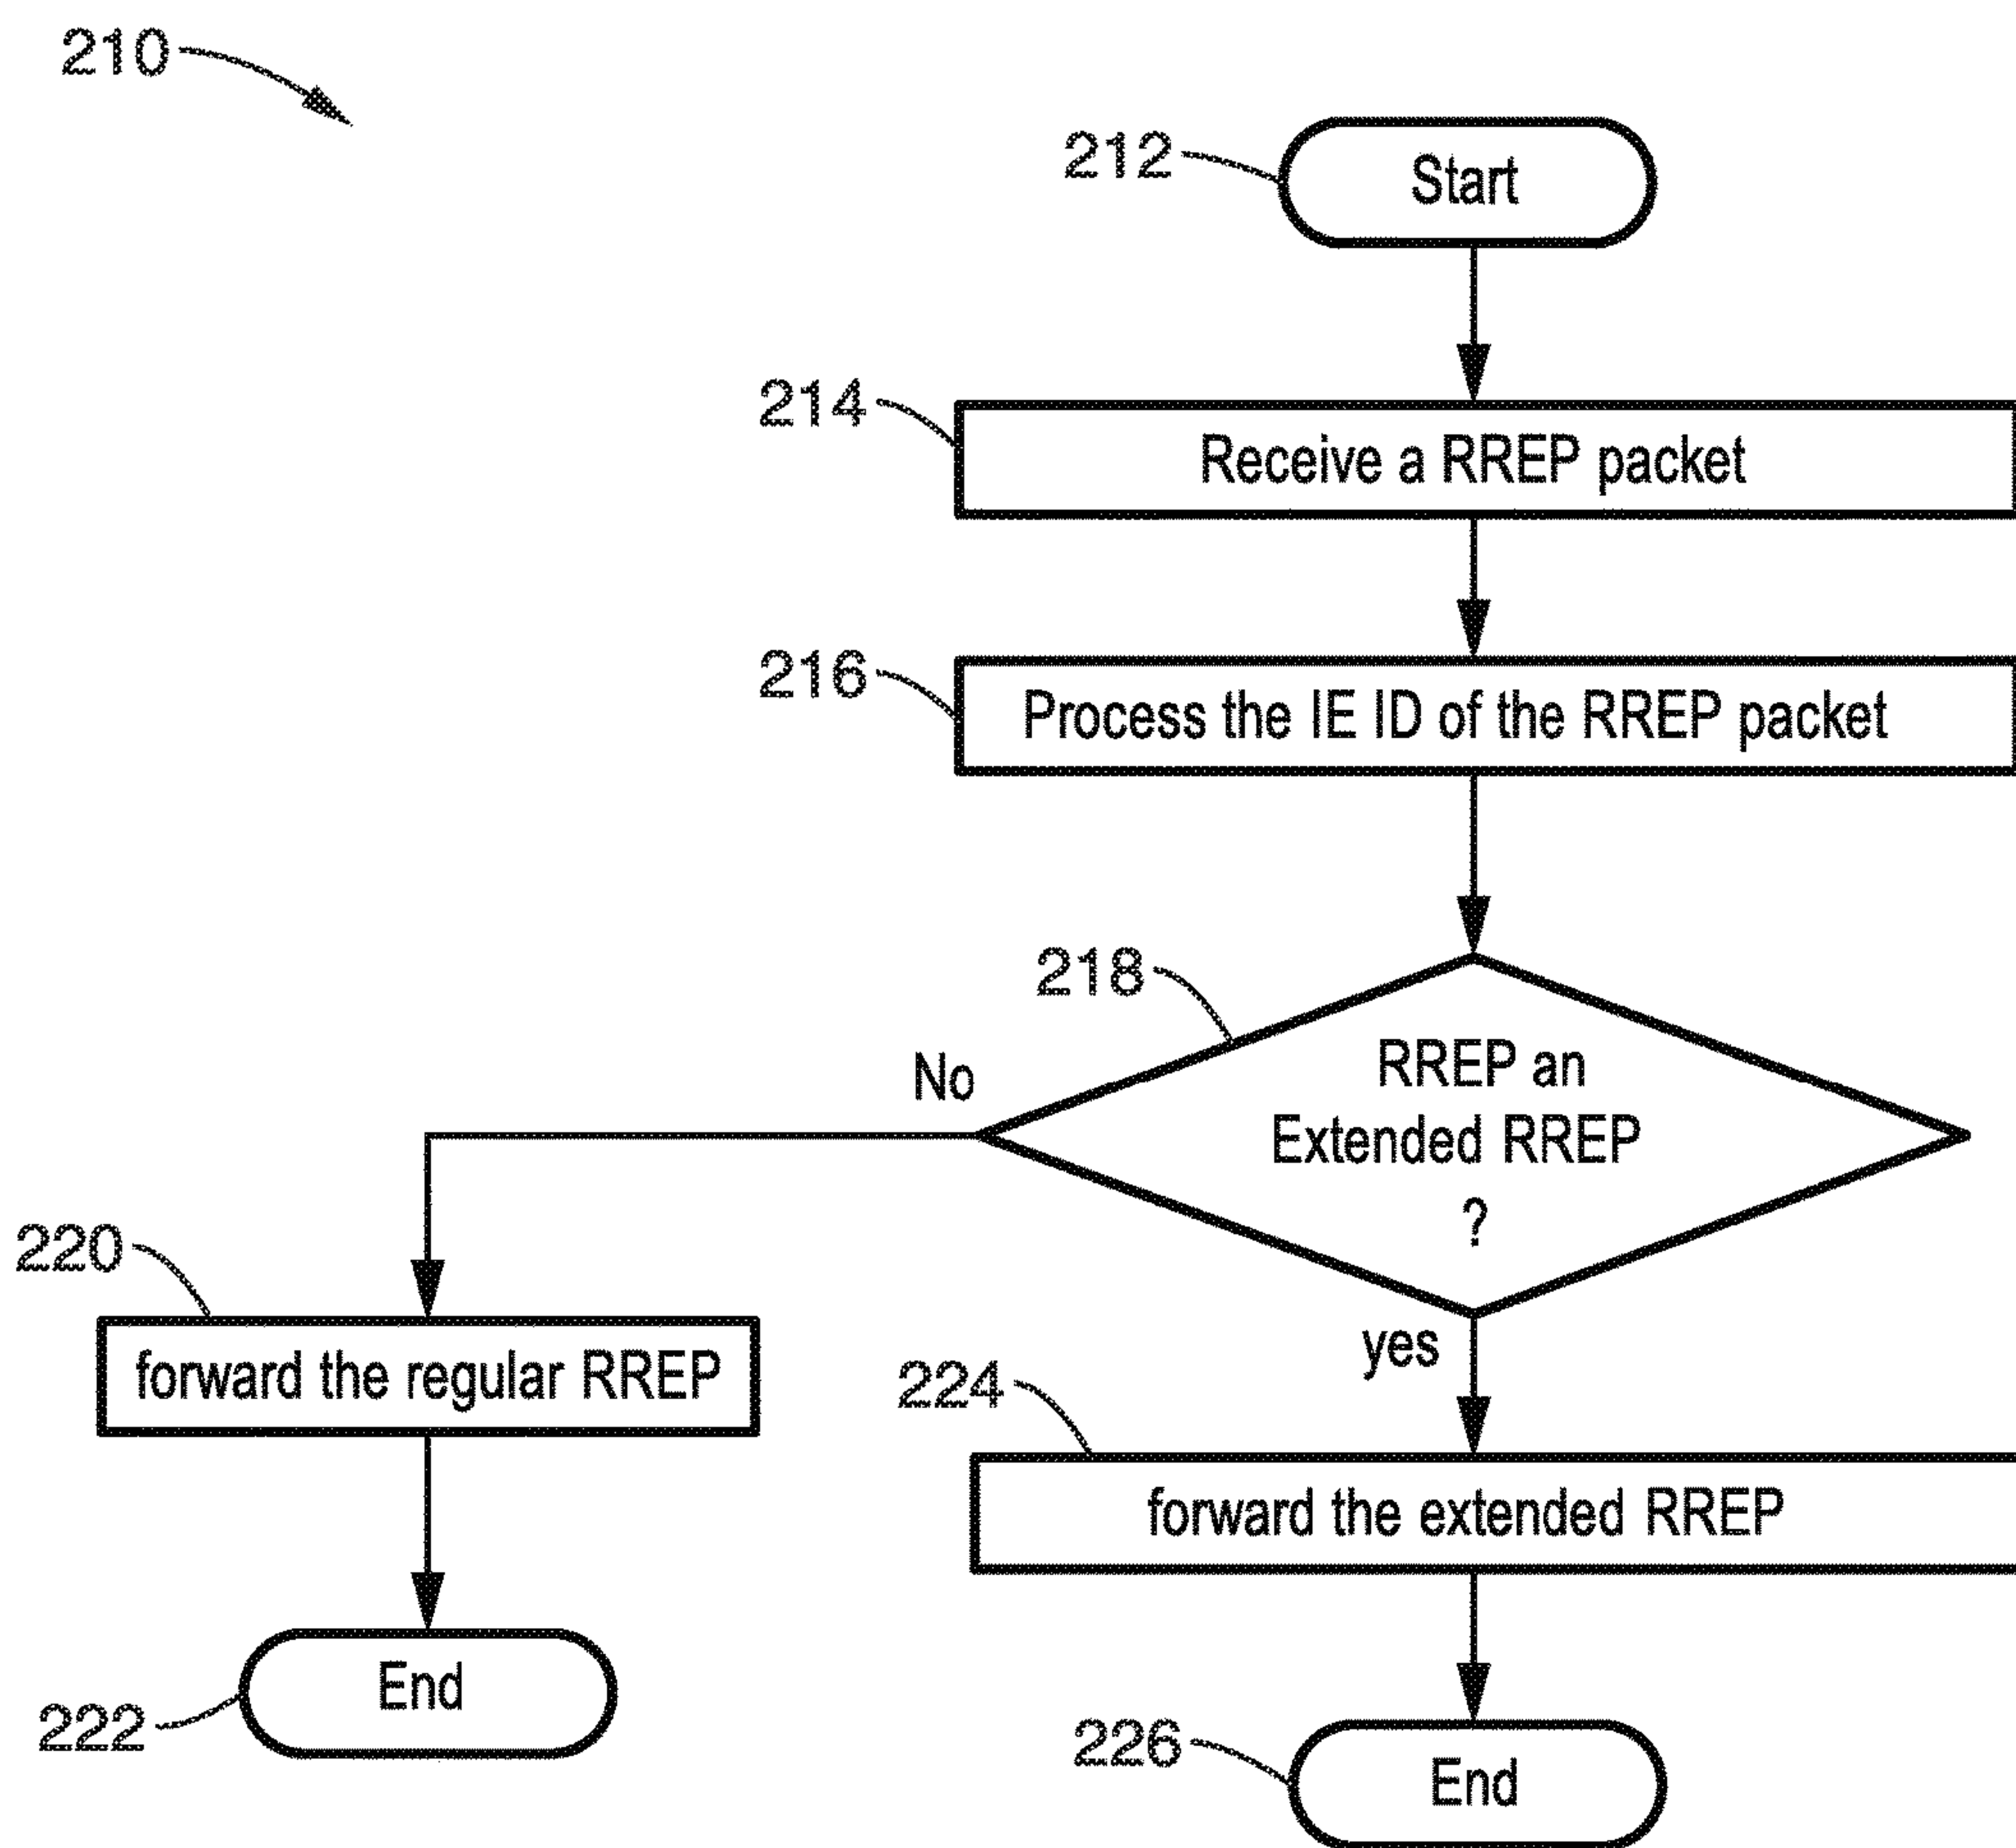 210
212
Start
214
Receive a RREP packet
216
Process the IE ID of the RREP packet
218
No
RREP an
Extended RREP
?
yes
220
forward the regular RREP
224
forward the extended RREP
222
End
226
End